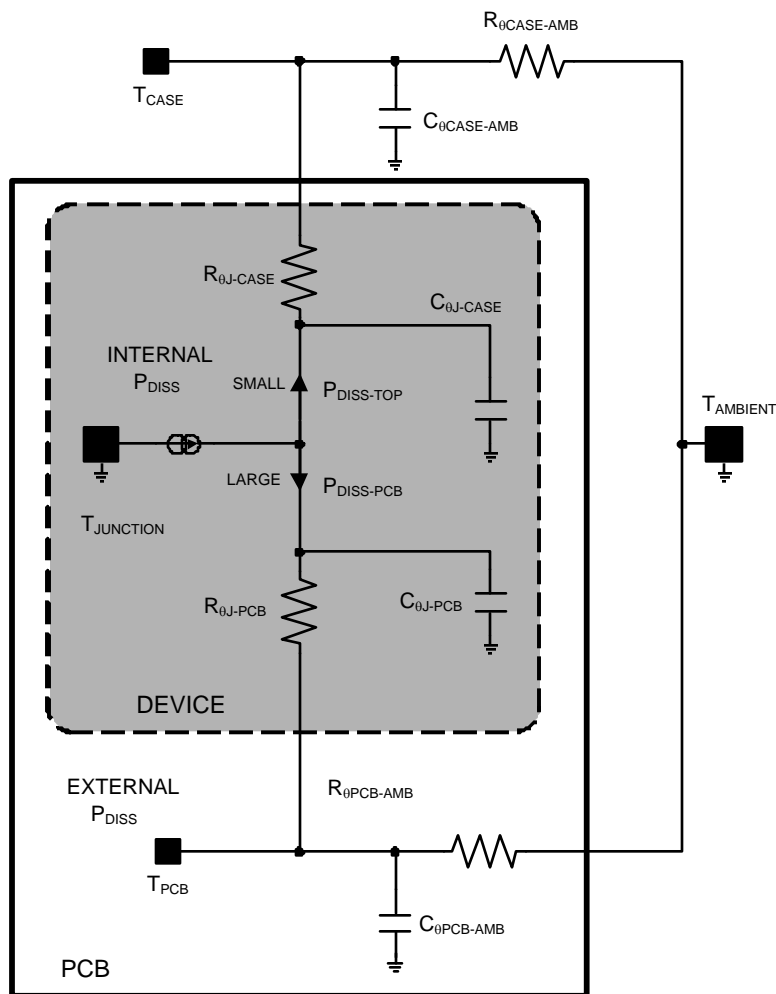 RθCASE-AMB
TCASE
CθCASE-AMB
RθJ-CASE
CθJ-CASE
INTERNAL
PDISS
SMALL
PDISS-TOP
TAMBIENT
LARGE
PDISS-PCB
TJUNCTION
RθJ-PCB
CθJ-PCB
DEVICE
EXTERNAL
PDISS
RθPCB-AMB
TPCB
CθPCB-AMB
PCB